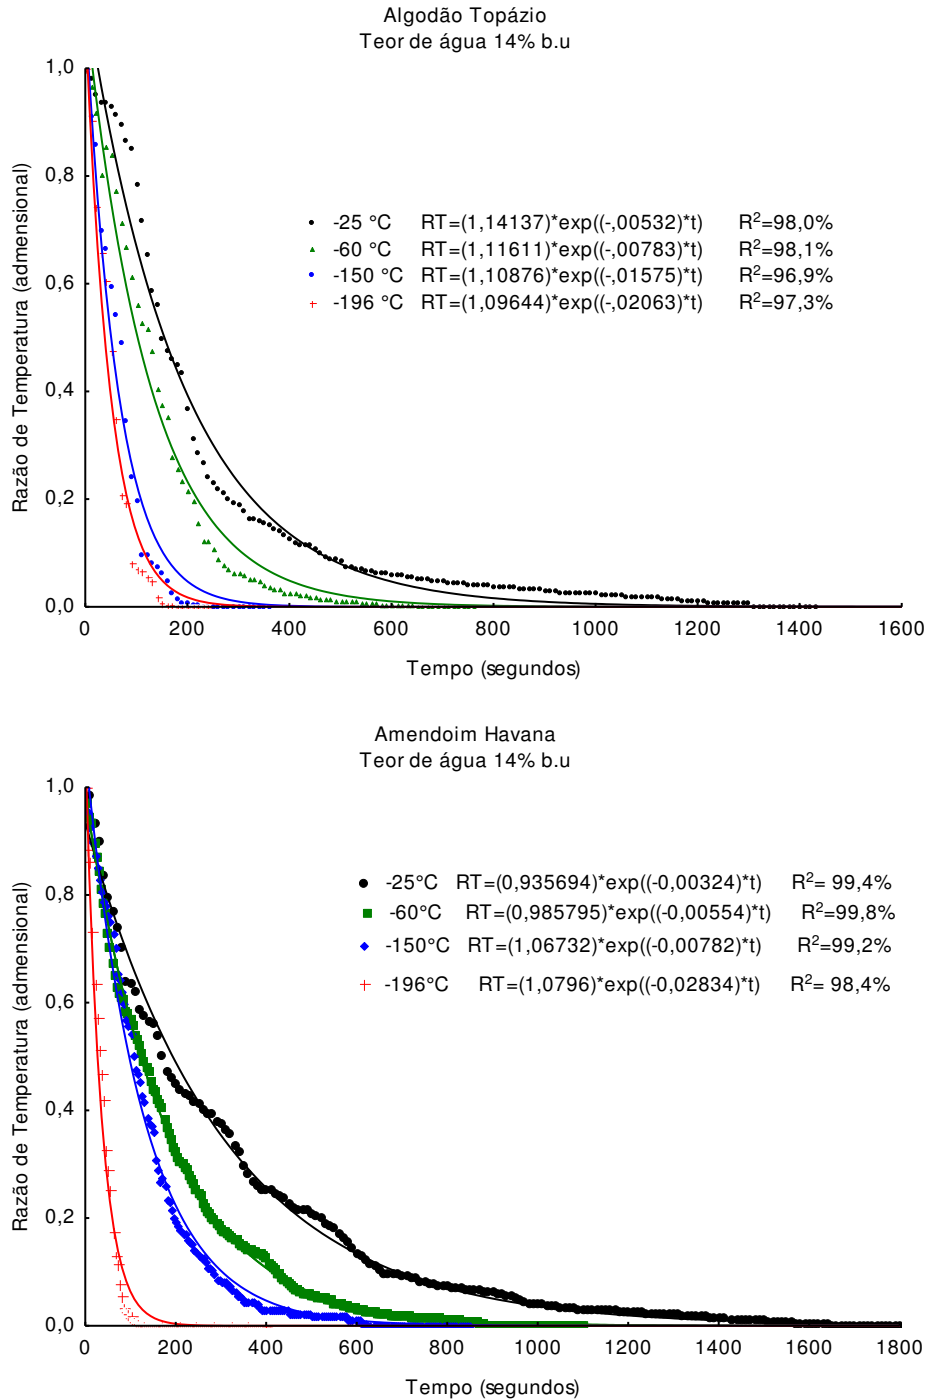 Algodão Topázio
Teor de água 14% b.u
1,0
0,8
0,6
0,4
0,2
0,0
Razão de Temperatura (admensional)
-25 °C RT=(1,14137)*exp((-,00532)*t) R²=98,0%
-60 °C RT=(1,11611)*exp((-,00783)*t) R²=98,1%
-150 °C RT=(1,10876)*exp((-,01575)*t) R²=96,9%
-196 °C RT=(1,09644)*exp((-,02063)*t) R²=97,3%
0 200 400 600 800 1000 1200 1400 1600
Tempo (segundos)
Amendoim Havana
Teor de água 14% b.u
1,0
0,8
0,6
0,4
0,2
0,0
Razão de Temperatura (admensional)
-25°C RT=(0,935694)*exp((-0,00324)*t) R²= 99,4%
-60°C RT=(0,985795)*exp((-0,00554)*t) R²=99,8%
-150°C RT=(1,06732)*exp((-0,00782)*t) R²=99,2%
-196°C RT=(1,0796)*exp((-0,02834)*t) R²= 98,4%
0 200 400 600 800 1000 1200 1400 1600 1800
Tempo (segundos)